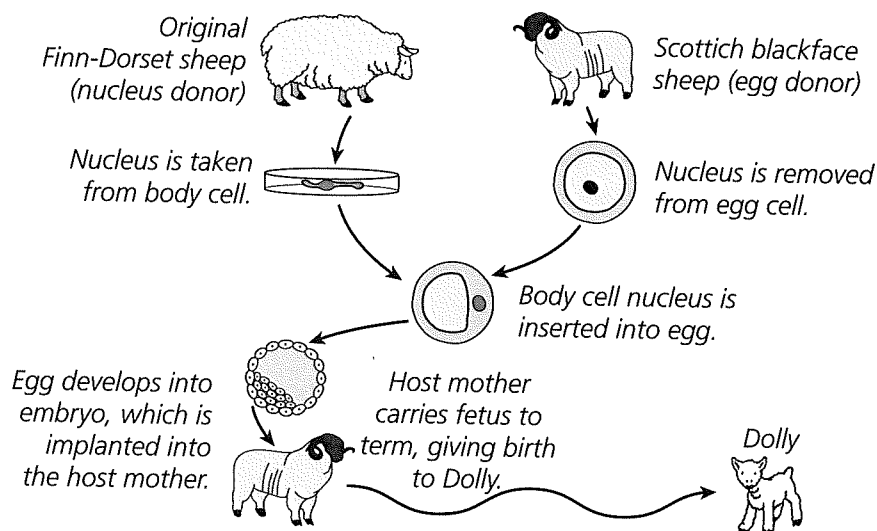 Original
Finn-Dorset sheep
(nucleus donor)
Scottich blackface
sheep (egg donor)
Nucleus is taken
from body cell.
Nucleus is removed
from egg cell.
Body cell nucleus is
inserted into egg.
Egg develops into
embryo, which is
implanted into
the host mother.
Host mother
carries fetus to
term, giving birth
to Dolly.
Dolly